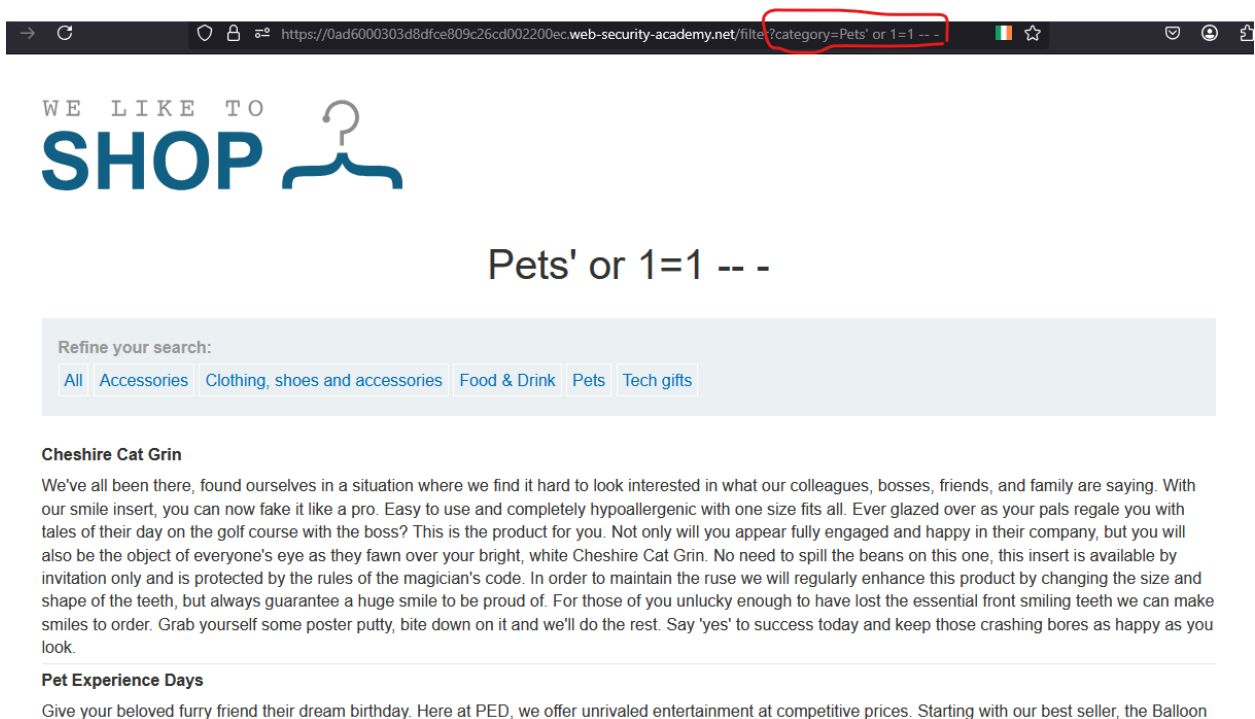 https://0ad6000303d8dfce809c26cd002200ec.web-security-academy.net/filter?category=Pets' or 1=1 -- -
WE LIKE TO
SHOP
Pets' or 1=1 -- -
Refine your search:
All Accessories Clothing, shoes and accessories Food & Drink Pets Tech gifts
Cheshire Cat Grin
We've all been there, found ourselves in a situation where we find it hard to look interested in what our colleagues, bosses, friends, and family are saying. With
our smile insert, you can now fake it like a pro. Easy to use and completely hypoallergenic with one size fits all. Ever glazed over as your pals regale you with
tales of their day on the golf course with the boss? This is the product for you. Not only will you appear fully engaged and happy in their company, but you will
also be the object of everyone's eye as they fawn over your bright, white Cheshire Cat Grin. No need to spill the beans on this one, this insert is available by
invitation only and is protected by the rules of the magician's code. In order to maintain the ruse we will regularly enhance this product by changing the size and
shape of the teeth, but always guarantee a huge smile to be proud of. For those of you unlucky enough to have lost the essential front smiling teeth we can make
smiles to order. Grab yourself some poster putty, bite down on it and we'll do the rest. Say 'yes' to success today and keep those crashing bores as happy as you
look.
Pet Experience Days
Give your beloved furry friend their dream birthday. Here at PED, we offer unrivaled entertainment at competitive prices. Starting with our best seller, the Balloon